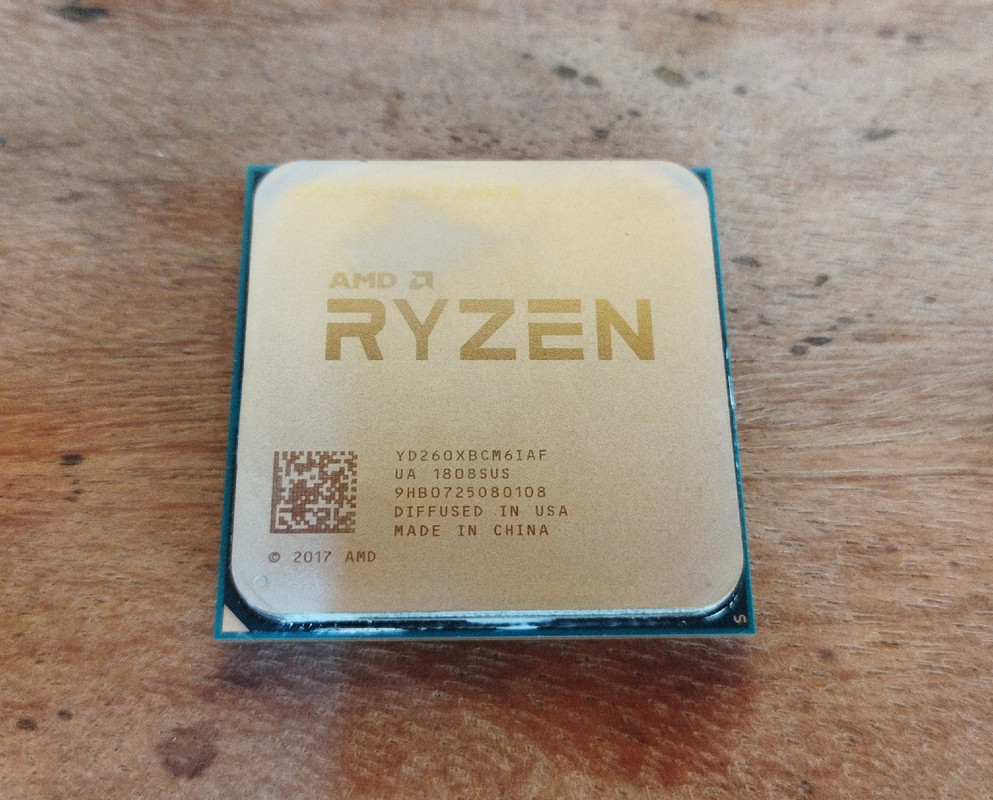 AMD
RYZEN
YD260XBCM6IAF
UA 1808SUS
9HB0725080108
DIFFUSED IN USA
MADE IN CHINA
© 2017 AMD
S